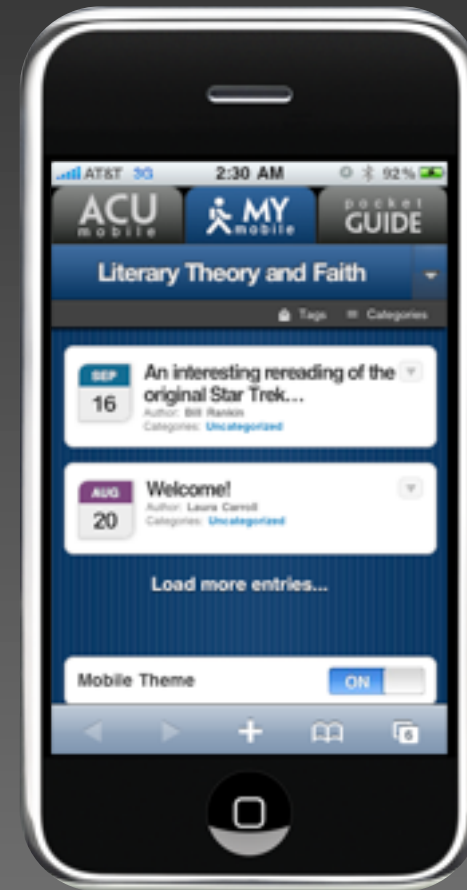 AT&T 3G 2:30 AM 92%
ACU mobile MY mobile pocket GUIDE
Literary Theory and Faith
Tags Categories
SEP 16
An interesting rereading of the
original Star Trek...
Author: Bill Rankin
Categories: Uncategorized
AUG 20
Welcome!
Author: Laura Carroll
Categories: Uncategorized
Load more entries...
Mobile Theme ON
6